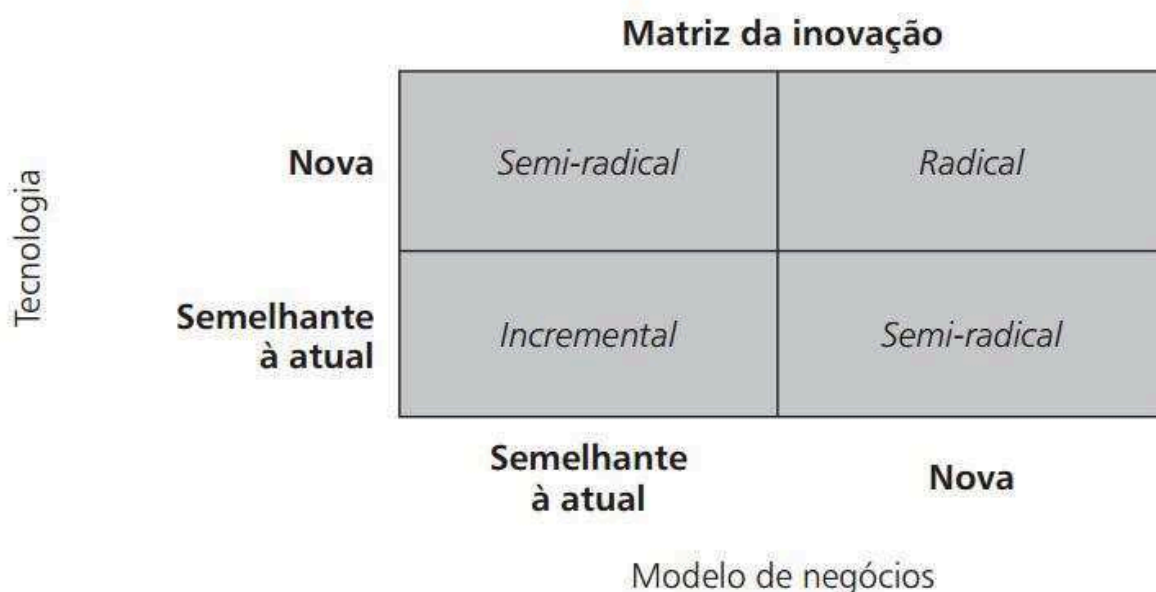 Matriz da inovação
Tecnologia
Nova
Semi-radical
Radical
Semelhante
à atual
Incremental
Semi-radical
Semelhante
à atual
Nova
Modelo de negócios